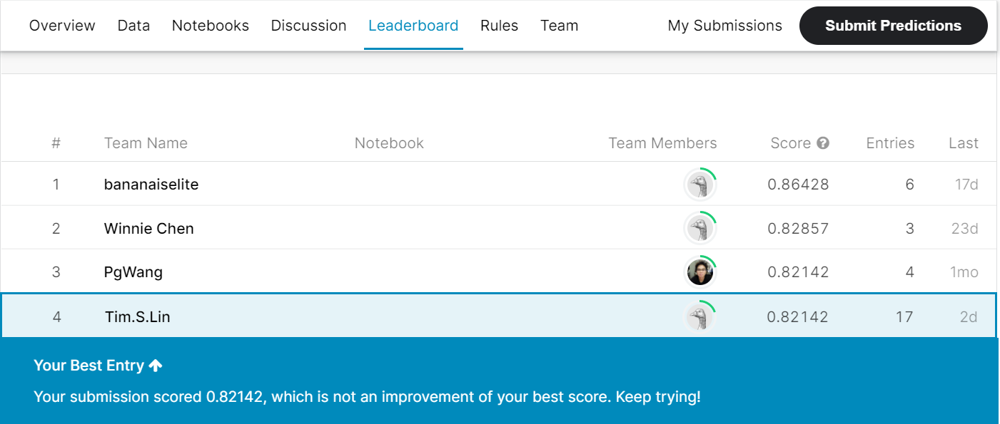 Overview Data Notebooks Discussion Leaderboard Rules Team My Submissions Submit Predictions
# Team Name Notebook Team Members Score ? Entries Last
1 bananaiselite 0.86428 6 17d
2 Winnie Chen 0.82857 3 23d
3 PgWang 0.82142 4 1mo
4 Tim.S.Lin 0.82142 17 2d
Your Best Entry
Your submission scored 0.82142, which is not an improvement of your best score. Keep trying!